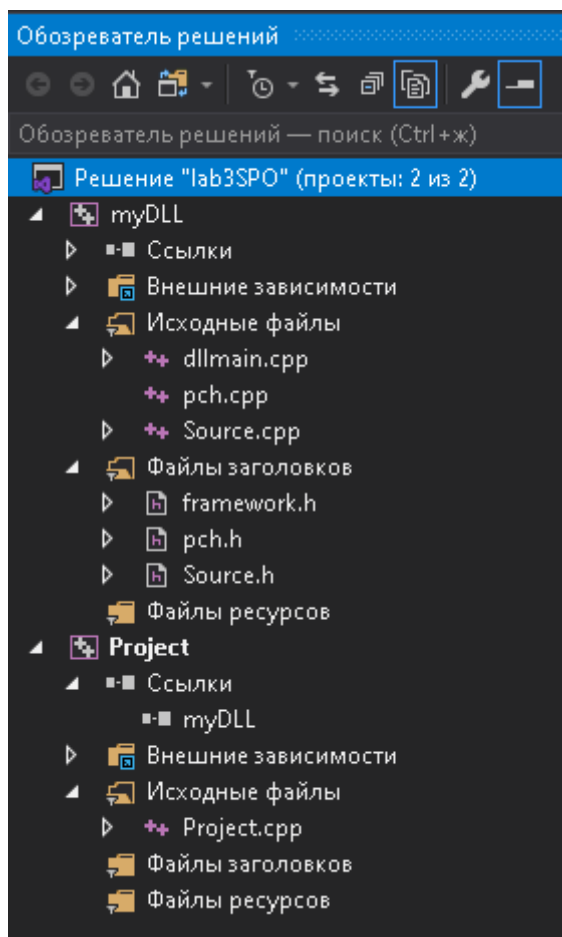 Обозреватель решений
Обозреватель решений — поиск (Ctrl+ж)
Решение "lab3SPO" (проекты: 2 из 2)
myDLL
Ссылки
Внешние зависимости
Исходные файлы
dllmain.cpp
pch.cpp
Source.cpp
Файлы заголовков
framework.h
pch.h
Source.h
Файлы ресурсов
Project
Ссылки
myDLL
Внешние зависимости
Исходные файлы
Project.cpp
Файлы заголовков
Файлы ресурсов